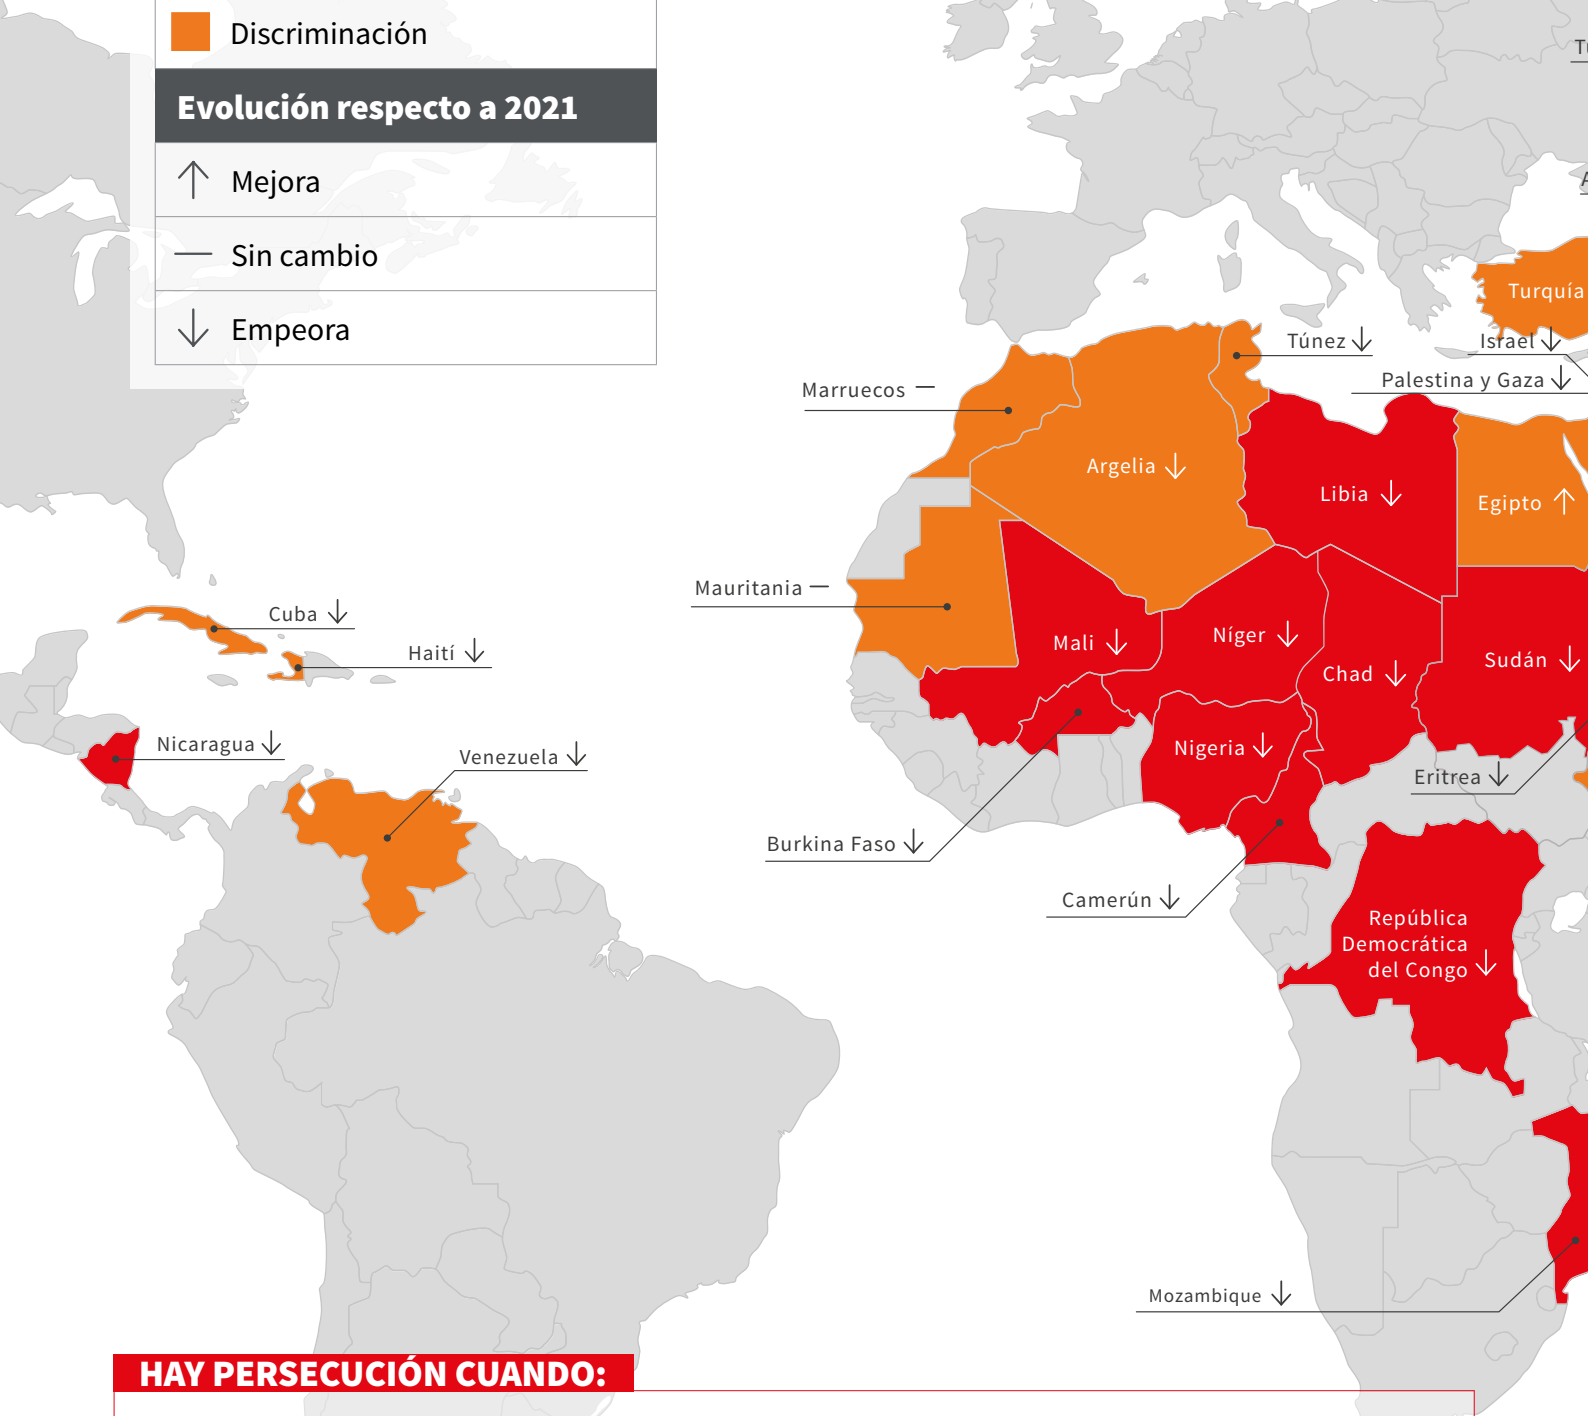 Discriminación
Evolución respecto a 2021
↑ Mejora
— Sin cambio
↓ Empeora
Turquía
Túnez ↓
Israel ↓
Palestina y Gaza ↓
Marruecos —
Argelia ↓
Libia ↓
Egipto ↑
Mauritania —
Cuba ↓
Haití ↓
Mali ↓
Níger ↓
Chad ↓
Sudán ↓
Nicaragua ↓
Venezuela ↓
Nigeria ↓
Eritrea ↓
Burkina Faso ↓
Camerún ↓
República
Democrática
del Congo ↓
Mozambique ↓
HAY PERSECUCIÓN CUANDO: